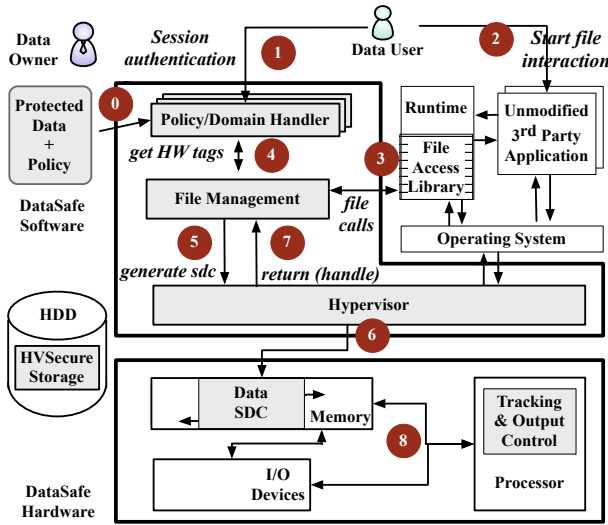 Data
Owner
Session
authentication
1
Data User
2
Start file
interaction
0
Protected
Data
+
Policy
DataSafe
Software
Policy/Domain Handler
get HW tags
4
3
Runtime
File
Access
Library
Unmodified
3rd Party
Application
File Management
file
calls
5
7
generate sdc
return (handle)
Operating System
Hypervisor
6
HDD
HVSecure
Storage
Data
SDC
Memory
8
I/O
Devices
Tracking
& Output
Control
Processor
DataSafe
Hardware